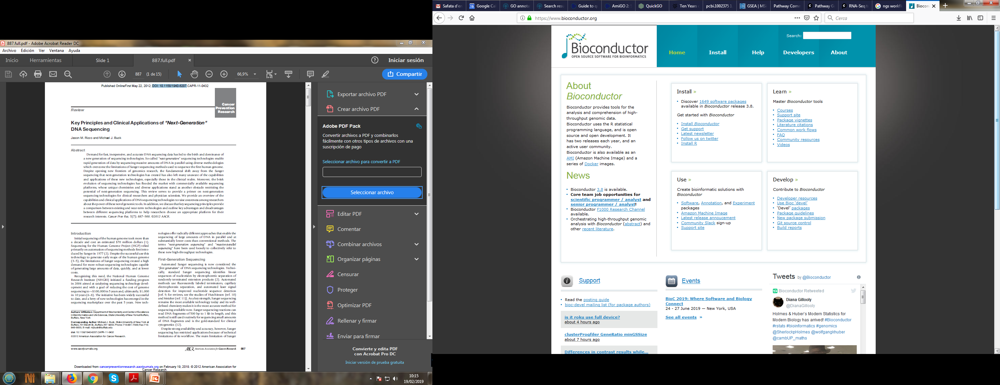 887.full.pdf - Adobe Acrobat Reader DC
Archivo Edición Ver Ventana Ayuda
Inicio Herramientas Slide 1 887.full.pdf × Iniciar sesión
887 (1 de 15) 66,9% Compartir
Published OnlineFirst May 22, 2012; DOI: 10.1158/1940-6207.CAPR-11-0432
Cancer
Prevention
Research
Review
Key Principles and Clinical Applications of "Next-Generation"
DNA Sequencing
Jason M. Rizzo and Michael J. Buck
Abstract
Demand for fast, inexpensive, and accurate DNA sequencing data has led to the birth and dominance of
a new generation of sequencing technologies. So-called "next-generation" sequencing technologies enable
rapid generation of data by sequencing massive amounts of DNA in parallel using diverse methodologies
which overcome the limitations of Sanger sequencing methods used to sequence the first human genome.
Despite opening new frontiers of genomics research, the fundamental shift away from the Sanger
sequencing that next-generation technologies has created has also left many unaware of the capabilities
and applications of these new technologies, especially those in the clinical realm. Moreover, the brisk
evolution of sequencing technologies has flooded the market with commercially available sequencing
platforms, whose unique chemistries and diverse applications stand as another obstacle restricting the
potential of next-generation sequencing. This review serves to provide a primer on next-generation
sequencing technologies for clinical researchers and physician scientists. We provide an overview of the
capabilities and clinical applications of DNA sequencing technologies to raise awareness among researchers
about the power of these novel genomic tools. In addition, we discuss that key sequencing principles provide
a comparison between existing and near-term technologies and outline key advantages and disadvantages
between different sequencing platforms to help researchers choose an appropriate platform for their
research interests. Cancer Prev Res; 5(7); 887–900. ©2012 AACR.
Introduction
Initial sequencing of the human genome took more than
a decade and cost an estimated $70 million dollars (1).
Sequencing for the Human Genome Project (HGP) relied
primarily on automation of sequencing methods first intro-
duced by Sanger in 1977 (2). Despite the successful use this
technology to generate early maps of the human genome
(3–5), the limitations of Sanger sequencing created a high
demand for more robust sequencing technologies capable
of generating large amounts of data, quickly, and at lower
costs.
Recognizing this need, the National Human Genome
Research Institute (NHGRI) initiated a funding program
in 2004 aimed at catalyzing sequencing technology devel-
opment and with a goal of reducing the cost of genome
sequencing to ~$100,000 in 5 years and, ultimately, $1,000
in 10 years (6–8). The initiative has been widely successful
to date, and a bevy of new technologies has emerged in the
sequencing marketplace over the past 5 years. New tech-
Authors' Affiliation: Department of Biochemistry and Center of Excellence
in Bioinformatics and Life Sciences, State University of New York at Buffalo,
Buffalo, New York
Corresponding Author: Michael J. Buck, State University of New York at
Buffalo, 701 Ellicott St., Buffalo, NY 14203. Phone: 716-881-7569; Fax: 716-
849-6655; E-mail: mjbuck@buffalo.edu
doi: 10.1158/1940-6207.CAPR-11-0432
©2012 American Association for Cancer Research.
nologies offer radically different approaches that enable the
sequencing of large amounts of DNA in parallel and at
substantially lower costs than conventional methods. The
terms "next-generation sequencing" and "massive-parallel
sequencing" have been used loosely to collectively refer to
these new high-throughput technologies.
First-Generation Sequencing
Automated Sanger sequencing is now considered the
"first-generation" of DNA sequencing technologies. Techni-
cally, standard Sanger sequencing identifies linear
sequences of nucleotides by electrophoretic separation of
randomly terminated extension products (2). Automated
methods use fluorescently labeled terminators, capillary
electrophoresis separation, and automated laser signal
detection for improved nucleotide sequence detection
[ref. 9; for reviews, see the studies of Hutchinson (ref. 10)
and Metzker (ref. 11)]. As a key strength, Sanger sequencing
remains the most available technology today and its well-
defined chemistry makes it is the most accurate method for
sequencing available now. Sanger sequencing reactions can
read DNA fragments of 500 bp to 1 kb in length, and this
method is still used routinely for sequencing small amounts
of DNA fragments and is the gold-standard for clinical
cytogenetics (12).
Despite strong availability and accuracy, however, Sanger
sequencing has restricted applications because of technical
limitations of its workflow. The main limitation of Sanger
www.aacrjournals.org AACR American Association for Cancer Research 887
Downloaded from cancerpreventionresearch.aacrjournals.org on February 19, 2019. © 2012 American Association for
Cancer Research.
Exportar archivo PDF
Crear archivo PDF
Adobe PDF Pack
Convertir archivos a PDF y combinarlos
fácilmente con otros tipos de archivos con una
suscripción de pago
Seleccionar archivo para convertir a PDF
Seleccionar archivo
Editar PDF
Comentar
Combinar archivos
Organizar páginas
Censurar
Proteger
Optimizar PDF
Rellenar y firmar
Enviar para firmar
Convierte y edita PDF
con Acrobat Pro DC
Iniciar versión de prueba gratuita
10:15
19/02/2019
Safata d'en Google Cal GO annota Search resu Guide to q AmiGO 2: QuickGO Ten Years pcbi.1002375 1. GSEA | MSi Pathway Comm Pathway G RNA-Seq t ngs workfl Biocon
https://www.bioconductor.org Cerca
Bioconductor
OPEN SOURCE SOFTWARE FOR BIOINFORMATICS
Search:
Home Install Help Developers About
About
Bioconductor
Bioconductor provides tools for the
analysis and comprehension of high-
throughput genomic data.
Bioconductor uses the R statistical
programming language, and is open
source and open development. It
has two releases each year, and an
active user community.
Bioconductor is also available as an
AMI (Amazon Machine Image) and a
series of Docker images.
News
Bioconductor 3.8 is available.
Core team job opportunities for
scientific programmer / analyst and
senior programmer / analyst!
Bioconductor F1000 Research Channel
available.
Orchestrating high-throughput genomic
analysis with Bioconductor (abstract) and
other recent literature.
Install »
Discover 1649 software packages
available in Bioconductor release 3.8.
Get started with Bioconductor
Install Bioconductor
Get support
Latest newsletter
Follow us on twitter
Install R
Learn »
Master Bioconductor tools
Courses
Support site
Package vignettes
Literature citations
Common work flows
FAQ
Community resources
Videos
Use »
Create bioinformatic solutions with
Bioconductor
Software, Annotation, and Experiment
packages
Amazon Machine Image
Latest release annoucement
Community Slack sign-up
Support site
Develop »
Contribute to Bioconductor
Developer resources
Use Bioc 'devel'
'Devel' packages
Package guidelines
New package submission
Git source control
Build reports
Support
Read the posting guide
bioc-devel mailing list (for package authors)
is it roku use full device?
about 4 hours ago
clusterProgfiler GeneRatio minGSSize
about 7 hours ago
Differences in contrast results while...
Events
BioC 2019: Where Software and Biology
Connect
24 - 27 June 2019 — New York, USA
See all events »
Tweets by @Bioconductor
Bioconductor Retweeted
Diana Gillooly
@DianaGillooly
Holmes & Huber's Modern Statistics for
Modern Biology has arrived! #Bioconductor
#rstats #bioinformatics #genomics
@SherlockpHolmes @wolfgangkhuber
@cambUP_maths